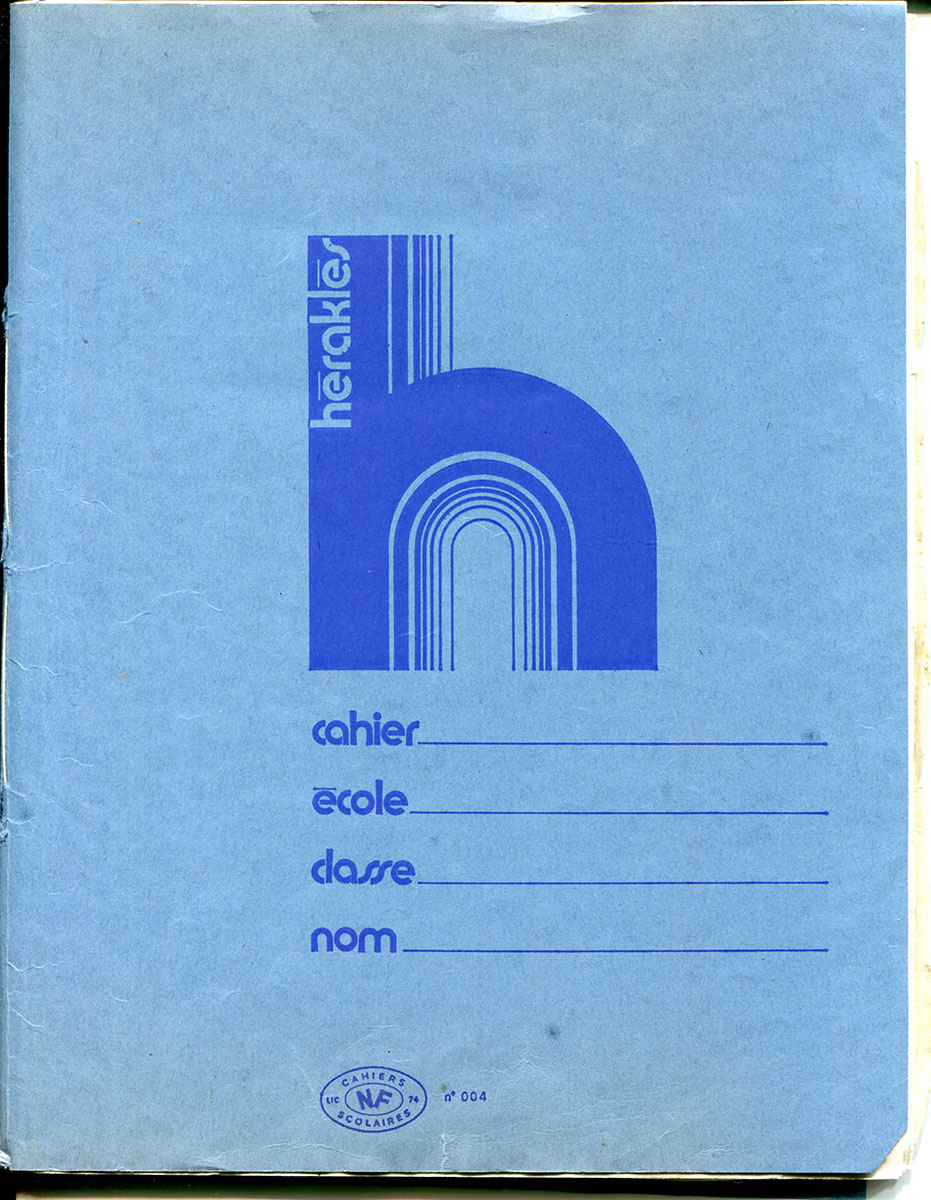 hēraklēs
cahier
ēcole
classe
nom
CAHIERS
LIC NF 74
SCOLAIRES
n° 004